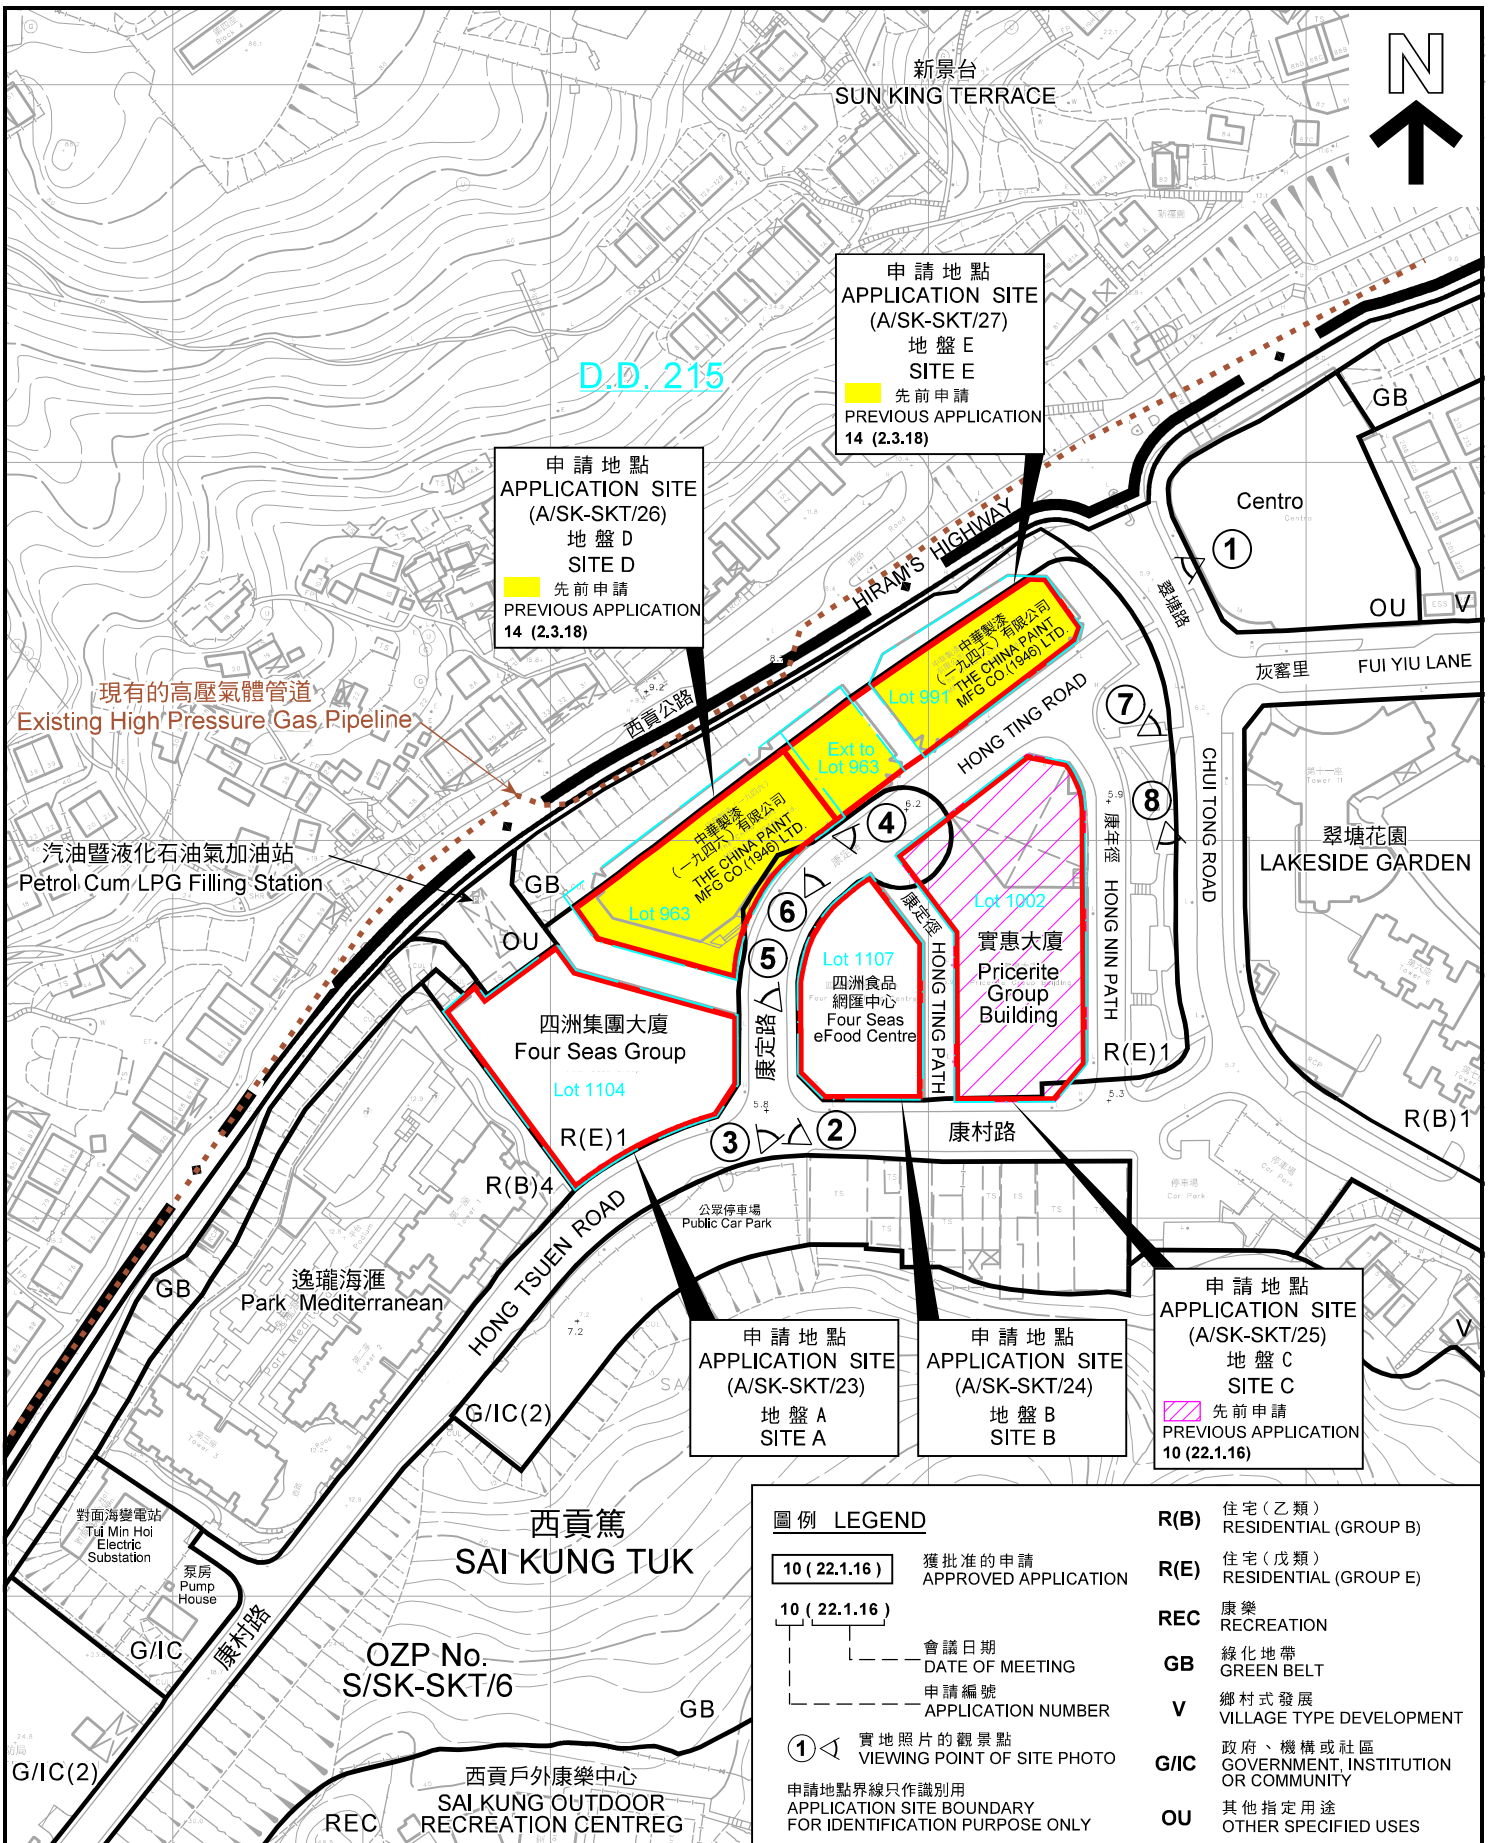 新景台
SUN KING TERRACE
N
申請地點
APPLICATION SITE
(A/SK-SKT/27)
地盤 E
SITE E
先前申請
PREVIOUS APPLICATION
14 (2.3.18)
D.D. 215
申請地點
APPLICATION SITE
(A/SK-SKT/26)
地盤 D
SITE D
先前申請
PREVIOUS APPLICATION
14 (2.3.18)
GB
Centro
Centro
1
HIRAM'S HIGHWAY
西貢公路
翠塘路
OU
V
灰窰里
FUI YIU LANE
現有的高壓氣體管道
Existing High Pressure Gas Pipeline
中華製漆
(一九四六)有限公司
THE CHINA PAINT
MFG CO.(1946) LTD.
Lot 991
Ext to
Lot 963
HONG TING ROAD
7
CHUI TONG ROAD
8
4
6.2
5.9
汽油暨液化石油氣加油站
Petrol Cum LPG Filling Station
中華製漆
(一九四六)有限公司
THE CHINA PAINT
MFG CO.(1946) LTD.
Lot 963
GB
OU
6
5
康定徑
HONG TING PATH
Lot 1002
實惠大廈
Pricerite
Group
Building
康年徑 HONG NIN PATH
翠塘花園
LAKESIDE GARDEN
Lot 1107
四洲食品
網匯中心
Four Seas
eFood Centre
四洲集團大廈
Four Seas Group
Lot 1104
R(E)1
康定路
R(E)1
5.8
5.3
3
2
康村路
R(B)1
R(B)4
HONG TSUEN ROAD
公眾停車場
Public Car Park
停車場
Car Park
GB
逸瓏海滙
Park Mediterranean
7.2
申請地點
APPLICATION SITE
(A/SK-SKT/23)
地盤 A
SITE A
申請地點
APPLICATION SITE
(A/SK-SKT/24)
地盤 B
SITE B
申請地點
APPLICATION SITE
(A/SK-SKT/25)
地盤 C
SITE C
先前申請
PREVIOUS APPLICATION
10 (22.1.16)
V
G/IC(2)
對面海變電站
Tui Min Hoi
Electric
Substation
泵房
Pump
House
G/IC
康村路
西貢篤
SAI KUNG TUK
OZP No.
S/SK-SKT/6
GB
G/IC(2)
REC
西貢戶外康樂中心
SAI KUNG OUTDOOR
RECREATION CENTREG
圖例 LEGEND
10 ( 22.1.16 )
獲批准的申請
APPROVED APPLICATION
10 ( 22.1.16 )
會議日期
DATE OF MEETING
申請編號
APPLICATION NUMBER
1
實地照片的觀景點
VIEWING POINT OF SITE PHOTO
申請地點界線只作識別用
APPLICATION SITE BOUNDARY
FOR IDENTIFICATION PURPOSE ONLY
R(B)
住宅(乙類)
RESIDENTIAL (GROUP B)
R(E)
住宅(戊類)
RESIDENTIAL (GROUP E)
REC
康樂
RECREATION
GB
綠化地帶
GREEN BELT
V
鄉村式發展
VILLAGE TYPE DEVELOPMENT
G/IC
政府、機構或社區
GOVERNMENT, INSTITUTION
OR COMMUNITY
OU
其他指定用途
OTHER SPECIFIED USES